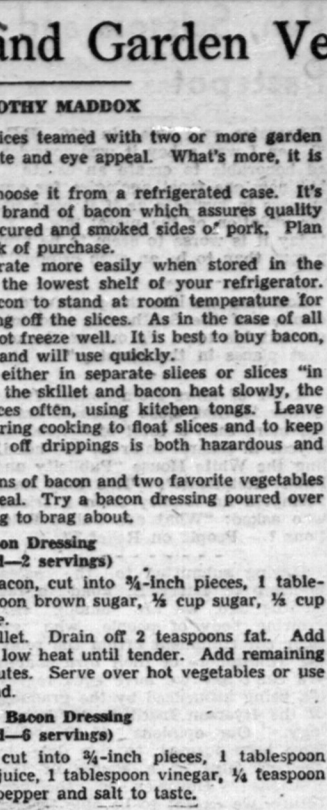 and Garden Ve
OTHY MADDOX
ices teamed with two or more garden
te and eye appeal. What's more, it is
hoose it from a refrigerated case. It's
brand of bacon which assures quality
cured and smoked sides of pork. Plan
k of purchase.
rate more easily when stored in the
the lowest shelf of your refrigerator.
con to stand at room temperature for
ng off the slices. As in the case of all
ot freeze well. It is best to buy bacon,
and will use quickly.
either in separate slices or slices "in
the skillet and bacon heat slowly, the
ces often, using kitchen tongs. Leave
ring cooking to float slices and to keep
off drippings is both hazardous and
ns of bacon and two favorite vegetables
eal. Try a bacon dressing poured over
g to brag about.
on Dressing
1—2 servings)
acon, cut into ¾-inch pieces, 1 table-
oon brown sugar, ⅓ cup sugar, ⅓ cup
e.
llet. Drain off 2 teaspoons fat. Add
low heat until tender. Add remaining
utes. Serve over hot vegetables or use
d.
Bacon Dressing
1—6 servings)
cut into ¾-inch pieces, 1 tablespoon
juice, 1 tablespoon vinegar, ¼ teaspoon
pepper and salt to taste.